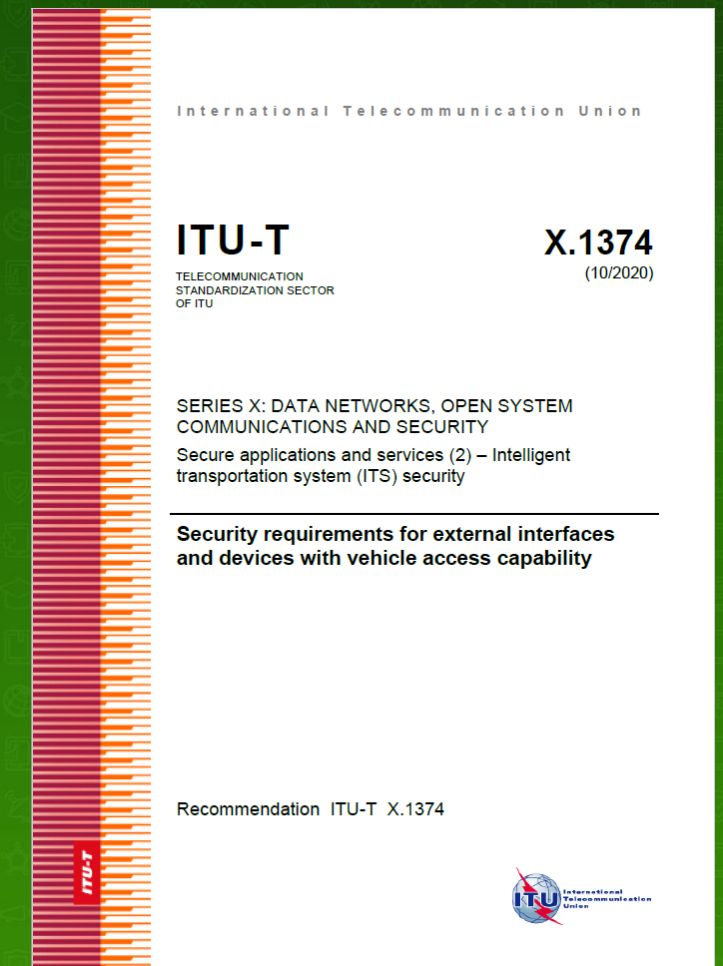 International Telecommunication Union
ITU-T
X.1374
TELECOMMUNICATION
STANDARDIZATION SECTOR
OF ITU
(10/2020)
SERIES X: DATA NETWORKS, OPEN SYSTEM
COMMUNICATIONS AND SECURITY
Secure applications and services (2) – Intelligent
transportation system (ITS) security
Security requirements for external interfaces
and devices with vehicle access capability
Recommendation ITU-T X.1374
ITU-T
ITU
International
Telecommunication
Union